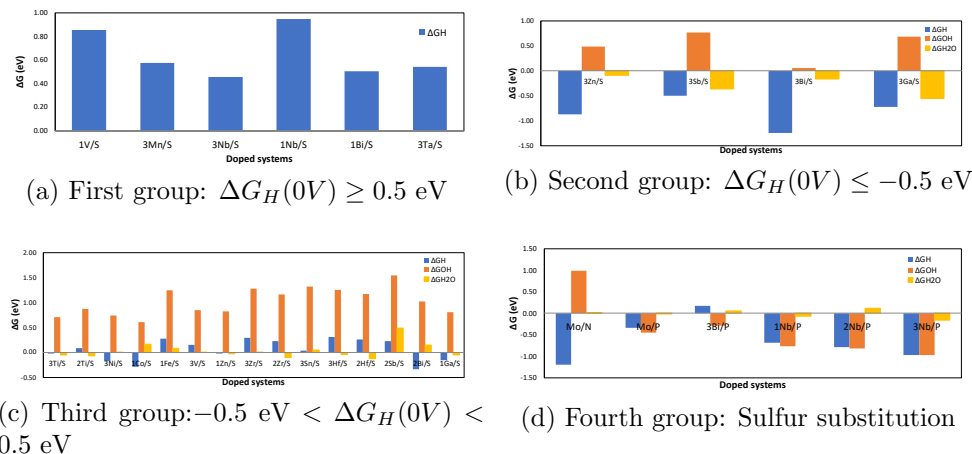 1.00
0.80
0.60
0.40
0.20
0.00
ΔG (eV)
ΔGH
1V/S 3Mn/S 3Nb/S 1Nb/S 1Bi/S 3Ta/S
Doped systems
(a) First group: ΔG_H(0V) ≥ 0.5 eV
1.00
0.50
0.00
-0.50
-1.00
-1.50
ΔG (eV)
ΔGH
ΔGOH
ΔGH2O
3Zn/S 3Sb/S 3Bi/S 3Ga/S
Doped systems
(b) Second group: ΔG_H(0V) ≤ −0.5 eV
2.00
1.50
1.00
0.50
0.00
-0.50
ΔG (eV)
ΔGH
ΔGOH
ΔGH2O
3Ti/S 2Ti/S 3Ni/S 1Co/S 1Fe/S 3V/S 1Zn/S 3Zr/S 2Zr/S 3Sn/S 3Hf/S 2Hf/S 2Sb/S 2Bi/S 1Ga/S
Doped systems
(c) Third group:−0.5 eV < ΔG_H(0V) <
0.5 eV
1.50
1.00
0.50
0.00
-0.50
-1.00
-1.50
ΔG (eV)
ΔGH
ΔGOH
ΔGH2O
Mo/N Mo/P 3Bi/P 1Nb/P 2Nb/P 3Nb/P
Doped systems
(d) Fourth group: Sulfur substitution